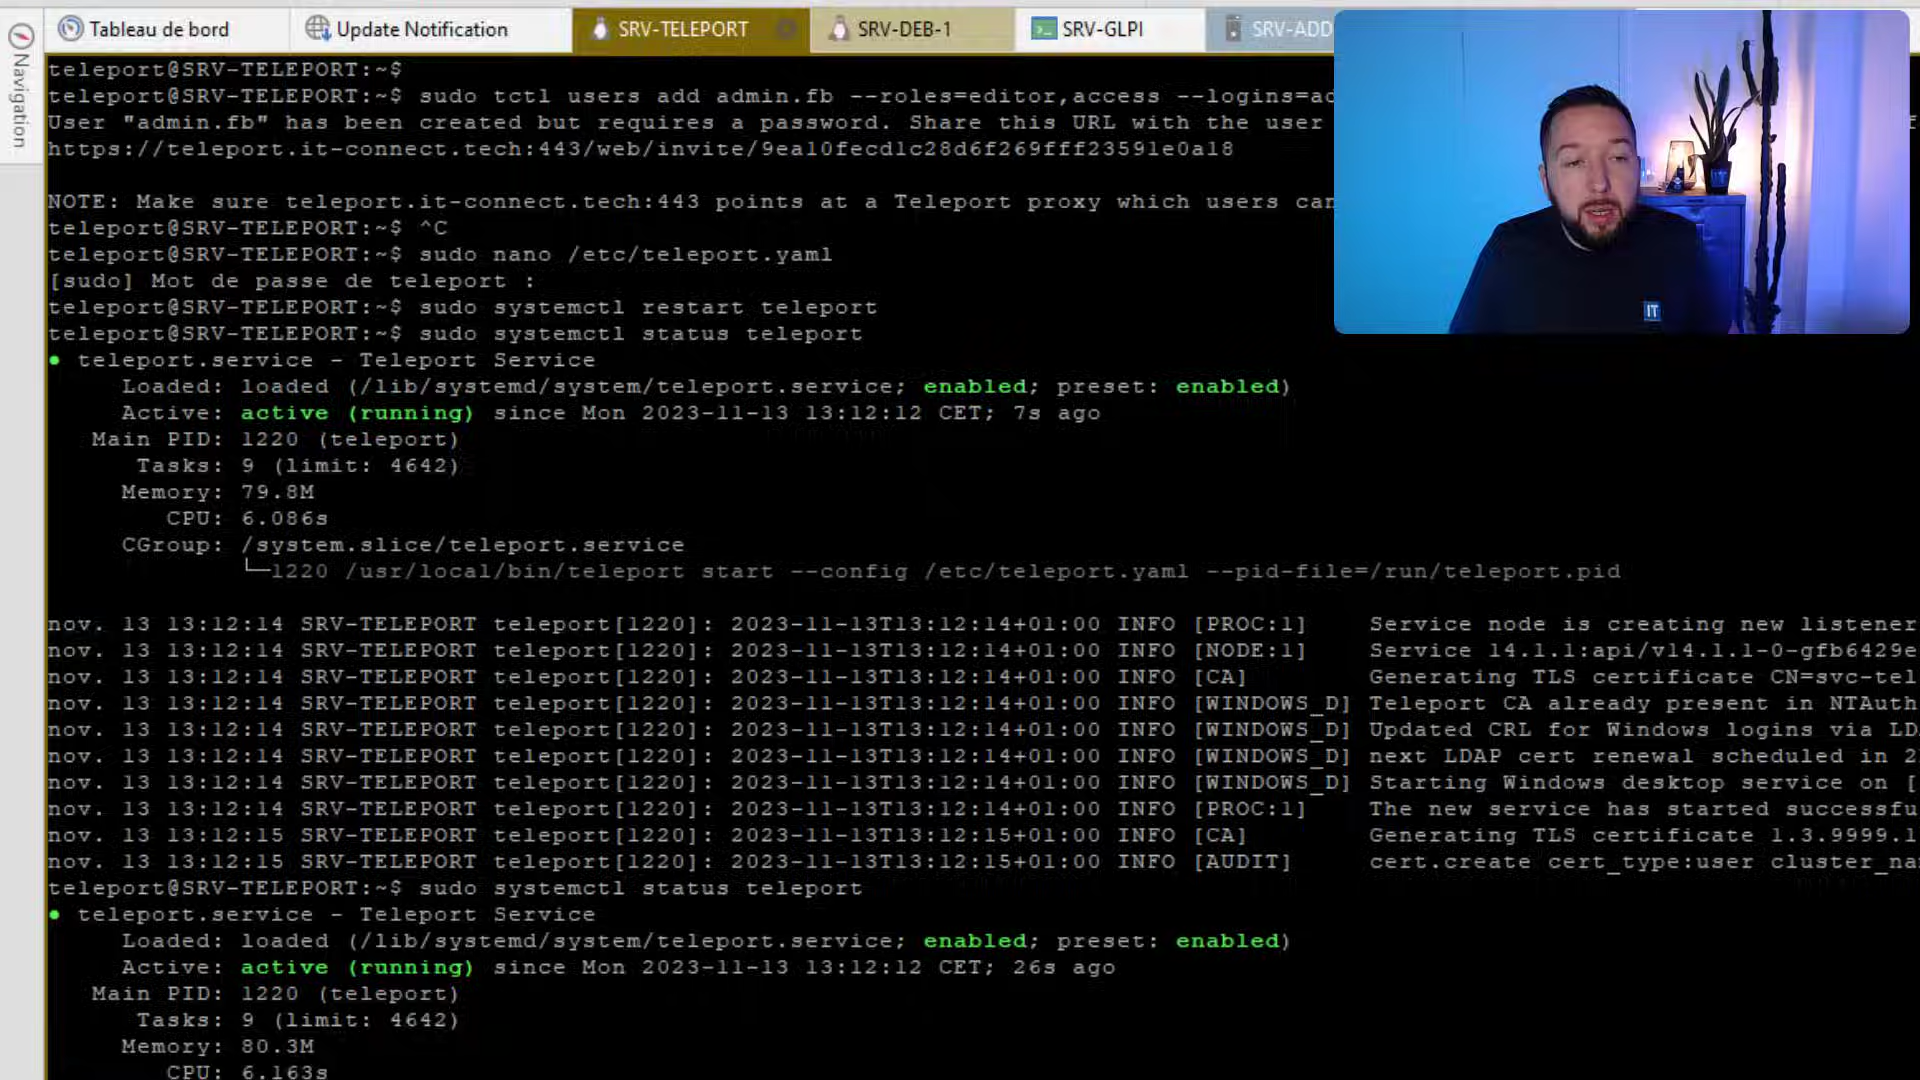 Navigation
Tableau de bord
Update Notification
SRV-TELEPORT
SRV-DEB-1
SRV-GLPI
SRV-ADD
teleport@SRV-TELEPORT:~$
teleport@SRV-TELEPORT:~$ sudo tctl users add admin.fb --roles=editor,access --logins=ad
User "admin.fb" has been created but requires a password. Share this URL with the user
https://teleport.it-connect.tech:443/web/invite/9ea10fecd1c28d6f269fff23591e0a18
NOTE: Make sure teleport.it-connect.tech:443 points at a Teleport proxy which users can
teleport@SRV-TELEPORT:~$ ^C
teleport@SRV-TELEPORT:~$ sudo nano /etc/teleport.yaml
[sudo] Mot de passe de teleport :
teleport@SRV-TELEPORT:~$ sudo systemctl restart teleport
teleport@SRV-TELEPORT:~$ sudo systemctl status teleport
● teleport.service - Teleport Service
Loaded: loaded (/lib/systemd/system/teleport.service; enabled; preset: enabled)
Active: active (running) since Mon 2023-11-13 13:12:12 CET; 7s ago
Main PID: 1220 (teleport)
Tasks: 9 (limit: 4642)
Memory: 79.8M
CPU: 6.086s
CGroup: /system.slice/teleport.service
└─1220 /usr/local/bin/teleport start --config /etc/teleport.yaml --pid-file=/run/teleport.pid
nov. 13 13:12:14 SRV-TELEPORT teleport[1220]: 2023-11-13T13:12:14+01:00 INFO [PROC:1] Service node is creating new listener
nov. 13 13:12:14 SRV-TELEPORT teleport[1220]: 2023-11-13T13:12:14+01:00 INFO [NODE:1] Service 14.1.1:api/v14.1.1-0-gfb6429e
nov. 13 13:12:14 SRV-TELEPORT teleport[1220]: 2023-11-13T13:12:14+01:00 INFO [CA] Generating TLS certificate CN=svc-tel
nov. 13 13:12:14 SRV-TELEPORT teleport[1220]: 2023-11-13T13:12:14+01:00 INFO [WINDOWS_D] Teleport CA already present in NTAuth
nov. 13 13:12:14 SRV-TELEPORT teleport[1220]: 2023-11-13T13:12:14+01:00 INFO [WINDOWS_D] Updated CRL for Windows logins via LDA
nov. 13 13:12:14 SRV-TELEPORT teleport[1220]: 2023-11-13T13:12:14+01:00 INFO [WINDOWS_D] next LDAP cert renewal scheduled in 2
nov. 13 13:12:14 SRV-TELEPORT teleport[1220]: 2023-11-13T13:12:14+01:00 INFO [WINDOWS_D] Starting Windows desktop service on [
nov. 13 13:12:14 SRV-TELEPORT teleport[1220]: 2023-11-13T13:12:14+01:00 INFO [PROC:1] The new service has started successfu
nov. 13 13:12:15 SRV-TELEPORT teleport[1220]: 2023-11-13T13:12:15+01:00 INFO [CA] Generating TLS certificate 1.3.9999.1
nov. 13 13:12:15 SRV-TELEPORT teleport[1220]: 2023-11-13T13:12:15+01:00 INFO [AUDIT] cert.create cert_type:user cluster_na
teleport@SRV-TELEPORT:~$ sudo systemctl status teleport
● teleport.service - Teleport Service
Loaded: loaded (/lib/systemd/system/teleport.service; enabled; preset: enabled)
Active: active (running) since Mon 2023-11-13 13:12:12 CET; 26s ago
Main PID: 1220 (teleport)
Tasks: 9 (limit: 4642)
Memory: 80.3M
CPU: 6.163s
IT